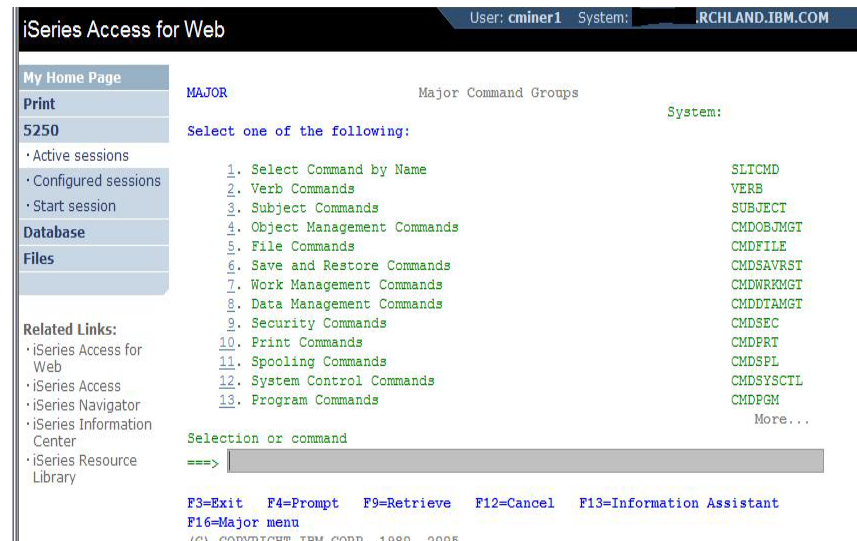 iSeries Access for Web
User: cminer1 System: .RCHLAND.IBM.COM
My Home Page
Print
5250
· Active sessions
· Configured sessions
· Start session
Database
Files
Related Links:
· iSeries Access for
Web
· iSeries Access
· iSeries Navigator
· iSeries Information
Center
· iSeries Resource
Library
MAJOR Major Command Groups
System:
Select one of the following:
1. Select Command by Name SLTCMD
2. Verb Commands VERB
3. Subject Commands SUBJECT
4. Object Management Commands CMDOBJMGT
5. File Commands CMDFILE
6. Save and Restore Commands CMDSAVRST
7. Work Management Commands CMDWRKMGT
8. Data Management Commands CMDDTAMGT
9. Security Commands CMDSEC
10. Print Commands CMDPRT
11. Spooling Commands CMDSPL
12. System Control Commands CMDSYSCTL
13. Program Commands CMDPGM
More...
Selection or command
===>
F3=Exit F4=Prompt F9=Retrieve F12=Cancel F13=Information Assistant
F16=Major menu
(C) COPYRIGHT IBM CORP. 1980, 2005.